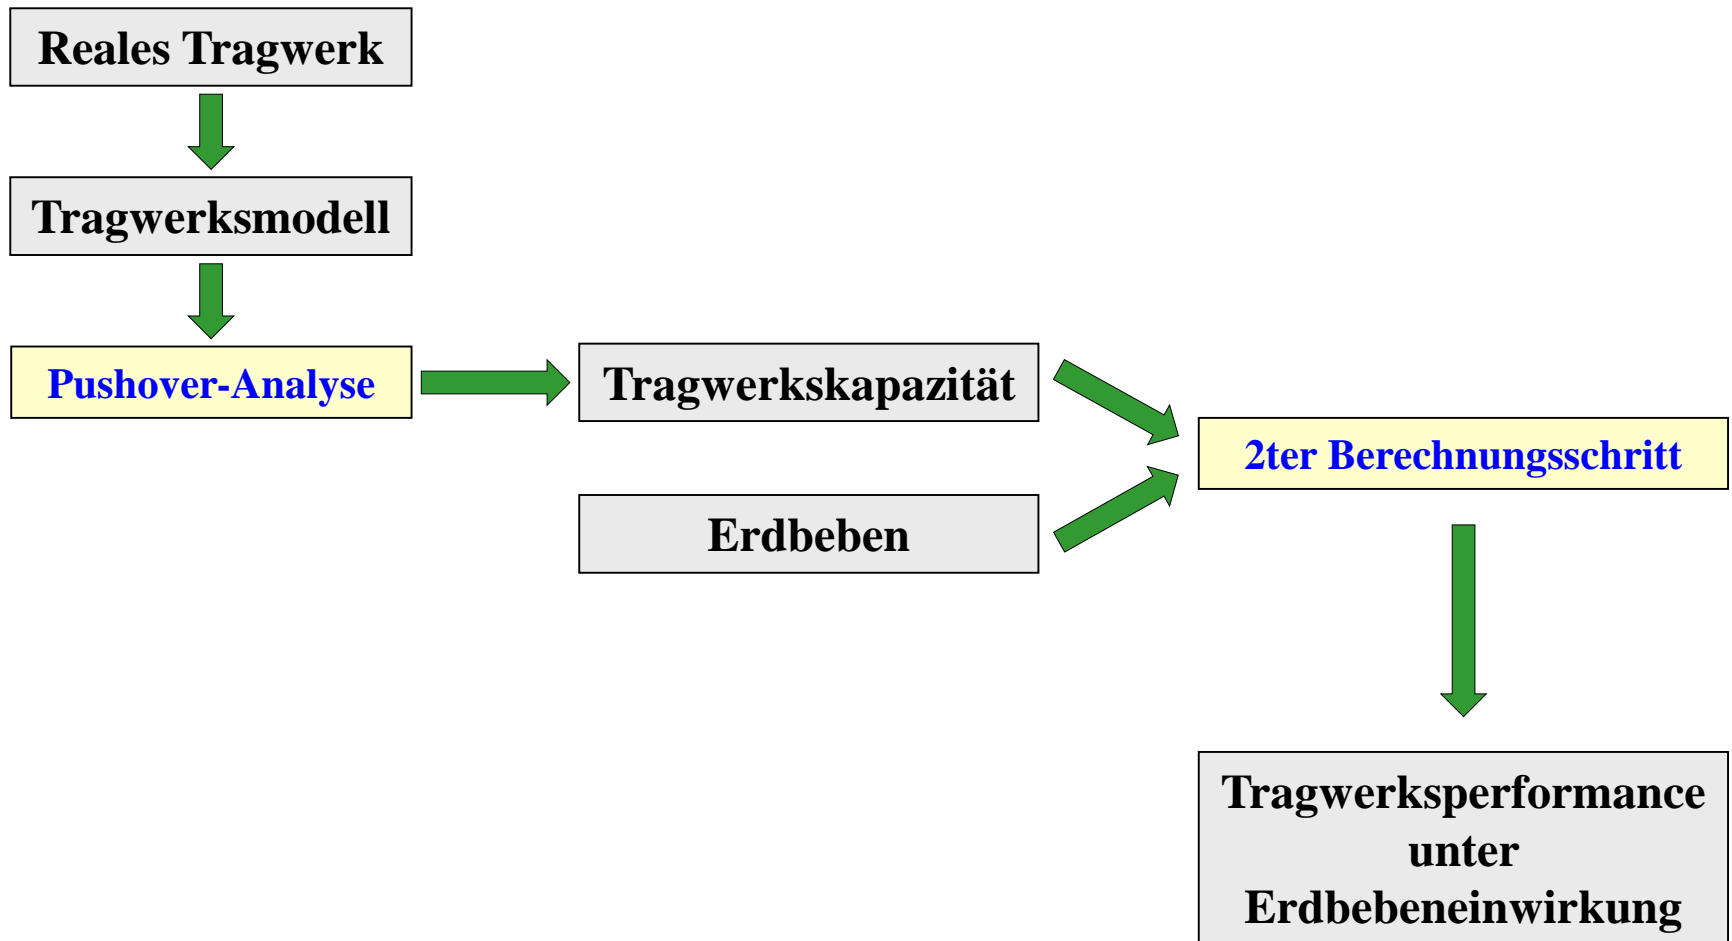 Reales Tragwerk
Tragwerksmodell
Pushover-Analyse
Tragwerkskapazität
Erdbeben
2ter Berechnungsschritt
Tragwerksperformance
unter
Erdbebeneinwirkung